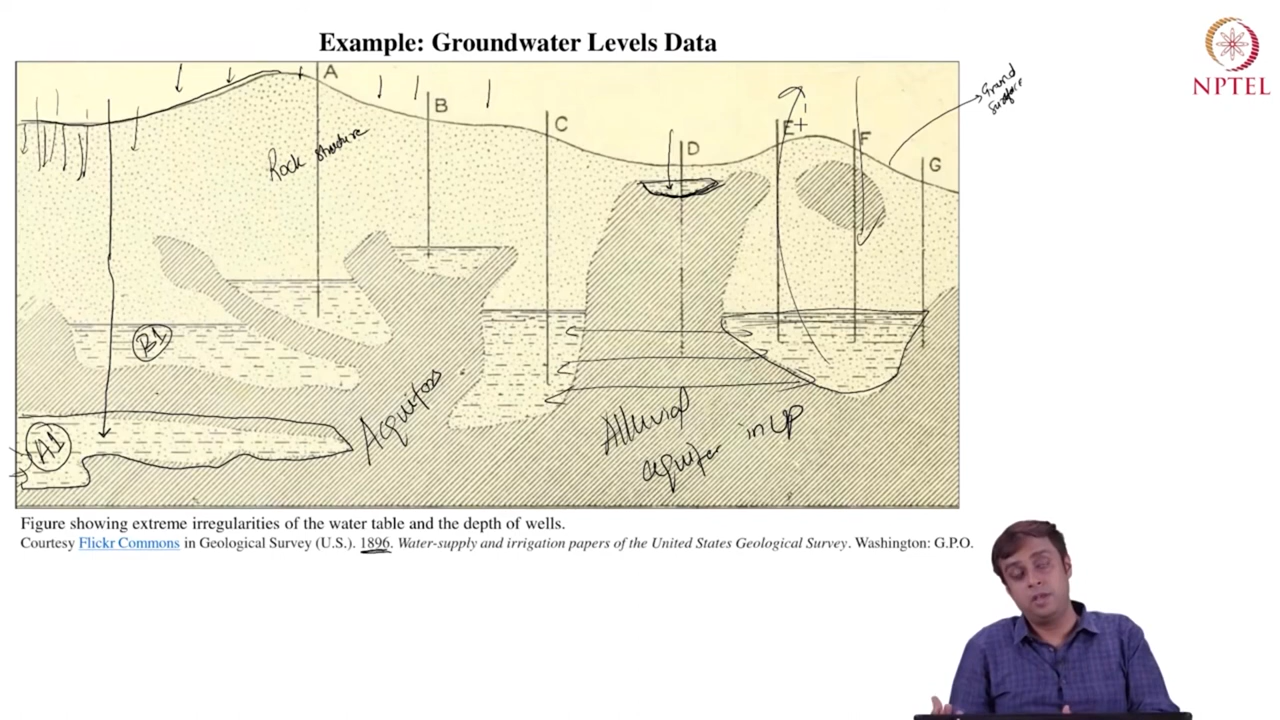 Example: Groundwater Levels Data
NPTEL
A
B
C
D
E+
F
G
Ground
Surface
Rock structure
B1
A1
Acquifors
Alluvial
aquifer in UP
Figure showing extreme irregularities of the water table and the depth of wells.
Courtesy Flickr Commons in Geological Survey (U.S.). 1896. Water-supply and irrigation papers of the United States Geological Survey. Washington: G.P.O.